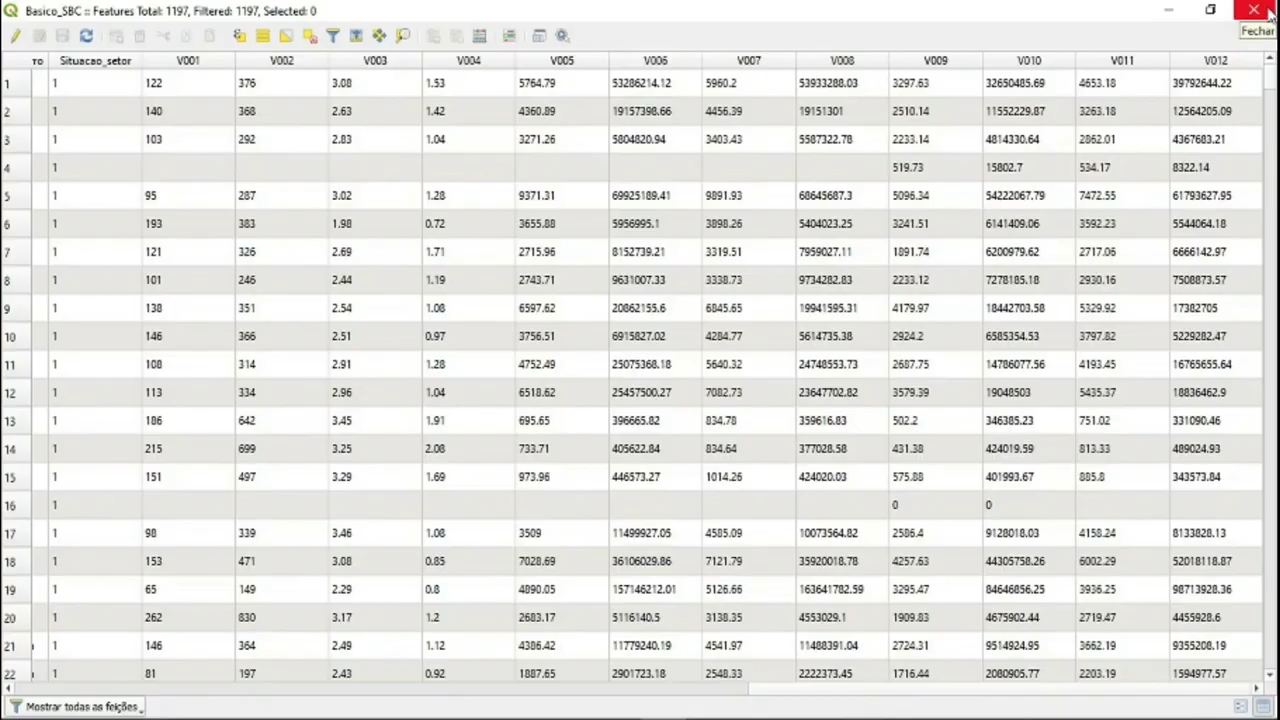 Basico_SBC :: Features Total: 1197, Filtered: 1197, Selected: 0
Fechar
Situacao_setor V001 V002 V003 V004 V005 V006 V007 V008 V009 V010 V011 V012
1 1 122 376 3.08 1.53 5764.79 53286214.12 5960.2 53933288.03 3297.63 32650485.69 4653.18 39792644.22
2 1 140 368 2.63 1.42 4360.89 19157398.66 4456.39 19151301 2510.14 11552229.87 3263.18 12564205.09
3 1 103 292 2.83 1.04 3271.26 5804820.94 3403.43 5587322.78 2233.14 4814330.64 2862.01 4367683.21
4 1 519.73 15802.7 534.17 8322.14
5 1 95 287 3.02 1.28 9371.31 69925189.41 9891.93 68645687.3 5096.34 54222067.79 7472.55 61793627.95
6 1 193 383 1.98 0.72 3655.88 5956995.1 3898.26 5404023.25 3241.51 6141409.06 3592.23 5544064.18
7 1 121 326 2.69 1.71 2715.96 8152739.21 3319.51 7959027.11 1891.74 6200979.62 2717.06 6666142.97
8 1 101 246 2.44 1.19 2743.71 9631007.33 3338.73 9734282.83 2233.12 7278185.18 2930.16 7508873.57
9 1 138 351 2.54 1.08 6597.62 20862155.6 6845.65 19941595.31 4179.97 18442703.58 5329.92 17382705
10 1 146 366 2.51 0.97 3756.51 6915827.02 4284.77 5614735.38 2924.2 6585354.53 3797.82 5229282.47
11 1 108 314 2.91 1.28 4752.49 25075368.18 5640.32 24748553.73 2687.75 14786077.56 4193.45 16765655.64
12 1 113 334 2.96 1.04 6518.62 25457500.27 7082.73 23647702.82 3579.39 19048503 5435.37 18836462.9
13 1 186 642 3.45 1.91 695.65 396665.82 834.78 359616.83 502.2 346385.23 751.02 331090.46
14 1 215 699 3.25 2.08 733.71 405622.84 834.64 377028.58 431.38 424019.59 813.33 489024.93
15 1 151 497 3.29 1.69 973.96 446573.27 1014.26 424020.03 575.88 401993.67 885.8 343573.84
16 1 0 0
17 1 98 339 3.46 1.08 3509 11499927.05 4585.09 10073564.82 2586.4 9128018.03 4158.24 8133828.13
18 1 153 471 3.08 0.85 7028.69 36106029.86 7121.79 35920018.78 4257.63 44305758.26 6002.29 52018118.87
19 1 65 149 2.29 0.8 4890.05 157146212.01 5126.66 163641782.59 3295.47 84646856.25 3936.25 98713928.36
20 1 262 830 3.17 1.2 2683.17 5116140.5 3138.35 4553029.1 1909.83 4675902.44 2719.47 4455928.6
21 1 146 364 2.49 1.12 4386.42 11779240.19 4541.97 11488391.04 2724.31 9514924.95 3662.19 9355208.19
22 1 81 197 2.43 0.92 1887.65 2901723.18 2548.33 2222373.45 1716.44 2080905.77 2203.19 1594977.57
Mostrar todas as feições